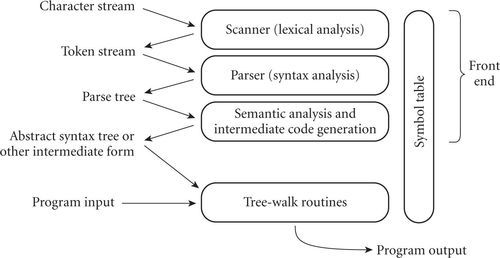 Character stream
Scanner (lexical analysis)
Token stream
Parser (syntax analysis)
Parse tree
Semantic analysis and
intermediate code generation
Abstract syntax tree or
other intermediate form
Program input
Tree-walk routines
Program output
Symbol table
Front
end